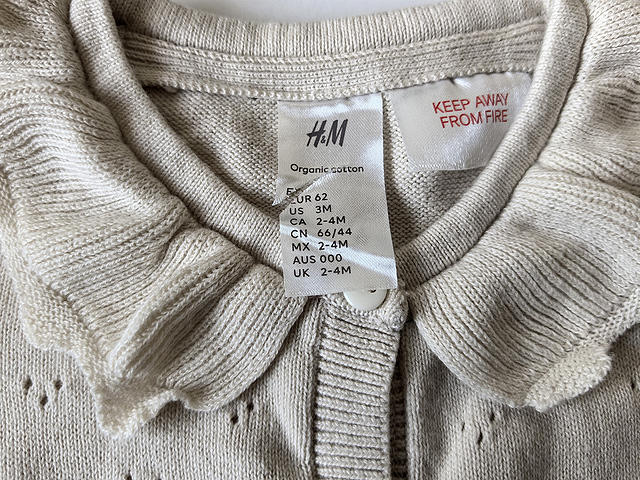 H&M
Organic cotton
EUR 62
US 3M
CA 2-4M
CN 66/44
MX 2-4M
AUS 000
UK 2-4M
KEEP AWAY
FROM FIRE